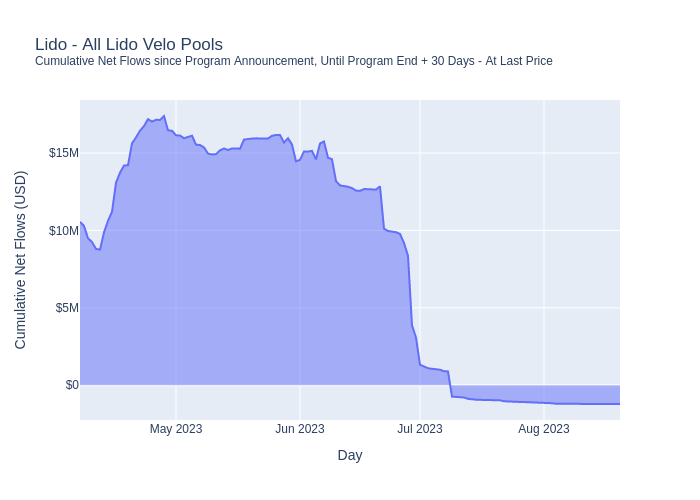 Lido - All Lido Velo Pools
Cumulative Net Flows since Program Announcement, Until Program End + 30 Days - At Last Price
Cumulative Net Flows (USD)
$15M
$10M
$5M
$0
May 2023
Jun 2023
Jul 2023
Aug 2023
Day